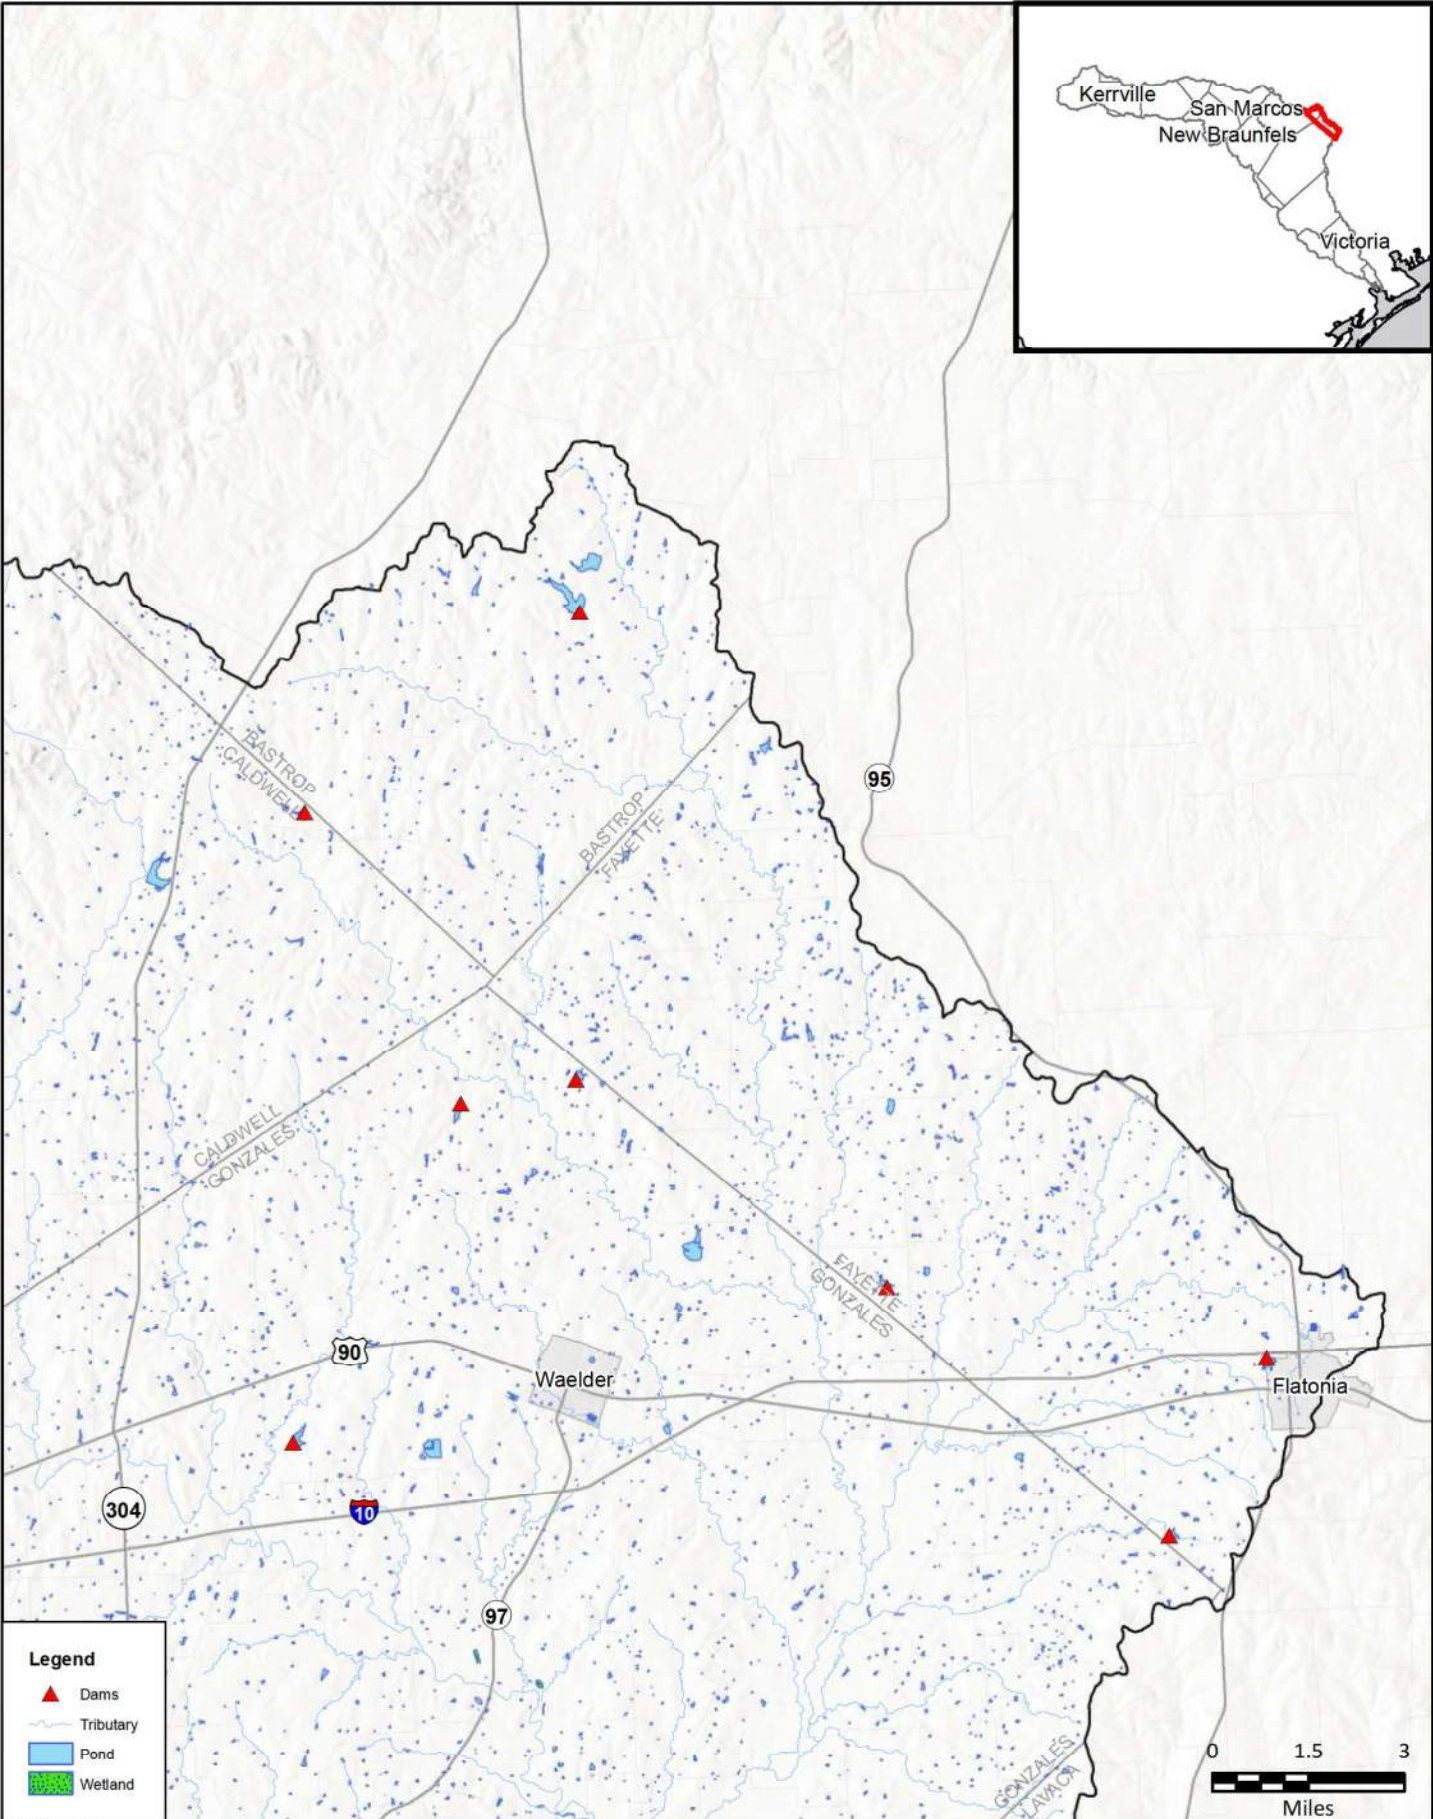 Kerrville
San Marcos
New Braunfels
Victoria
BASTROP
CALDWELL
BASTROP
FAYETTE
95
CALDWELL
GONZALES
FAYETTE
GONZALES
90
Waelder
Flatonia
304
10
97
Legend
Dams
Tributary
Pond
Wetland
GONZALES
LAVACA
0 1.5 3
Miles